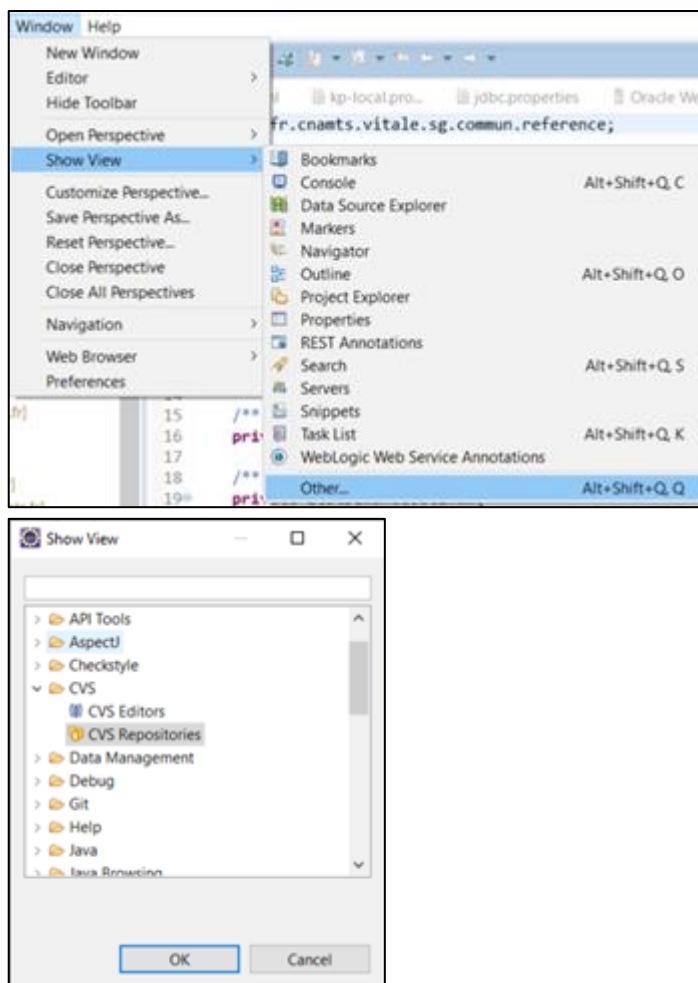 Window Help
New Window
Editor
Hide Toolbar
kp-local.pro... jdbc.properties Oracle We
fr.cnamts.vitale.sg.commun.reference;
Open Perspective
Show View
Customize Perspective...
Save Perspective As...
Reset Perspective...
Close Perspective
Close All Perspectives
Navigation
Web Browser
Preferences
Bookmarks
Console Alt+Shift+Q, C
Data Source Explorer
Markers
Navigator
Outline Alt+Shift+Q, O
Project Explorer
Properties
REST Annotations
Search Alt+Shift+Q, S
Servers
Snippets
Task List Alt+Shift+Q, K
WebLogic Web Service Annotations
Other... Alt+Shift+Q, Q
15 /**
16 pri
17
18 /**
19 pri
Show View
API Tools
AspectJ
Checkstyle
CVS
CVS Editors
CVS Repositories
Data Management
Debug
Git
Help
Java
Java Browsing
OK Cancel